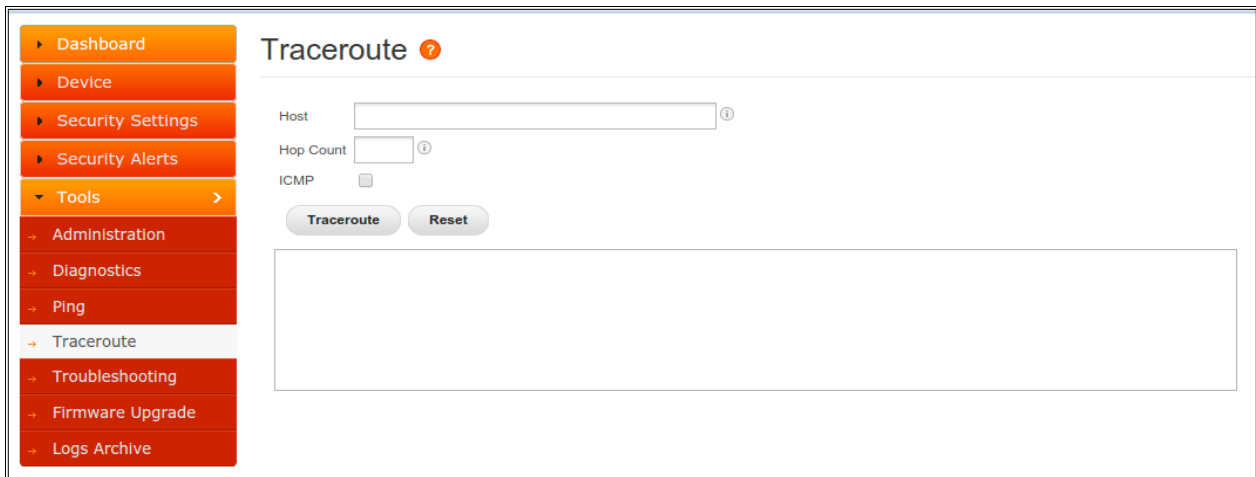 Dashboard
Device
Security Settings
Security Alerts
Tools
Administration
Diagnostics
Ping
Traceroute
Troubleshooting
Firmware Upgrade
Logs Archive
Traceroute ?
Host
Hop Count
ICMP
Traceroute Reset